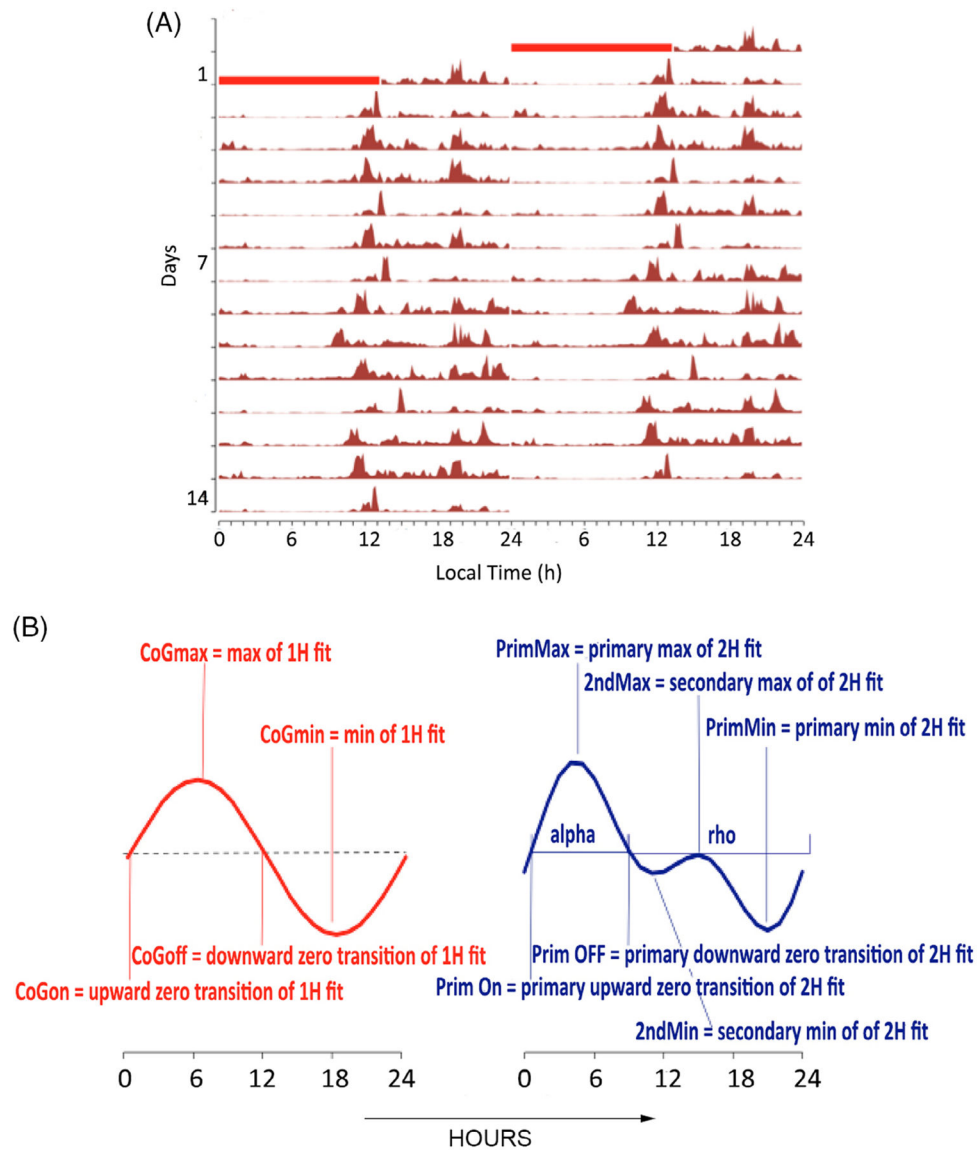 (A)
1
7
14
Days
0 6 12 18 24 6 12 18 24
Local Time (h)
(B)
CoGmax = max of 1H fit
CoGmin = min of 1H fit
CoGoff = downward zero transition of 1H fit
CoGon = upward zero transition of 1H fit
0 6 12 18 24
PrimMax = primary max of 2H fit
2ndMax = secondary max of of 2H fit
PrimMin = primary min of 2H fit
alpha
rho
Prim OFF = primary downward zero transition of 2H fit
Prim On = primary upward zero transition of 2H fit
2ndMin = secondary min of of 2H fit
0 6 12 18 24
HOURS